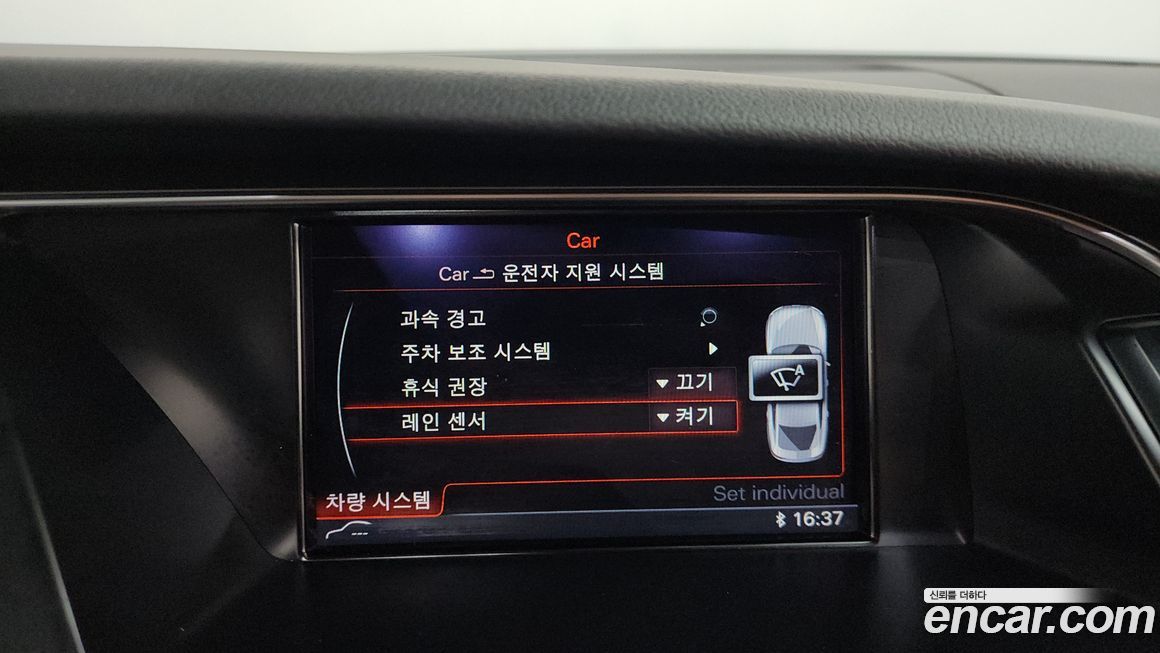 Car
Car 운전자 지원 시스템
과속 경고
주차 보조 시스템
휴식 권장 끄기
레인 센서 켜기
A
차량 시스템
Set individual
16:37
신뢰를 더하다
encar.com